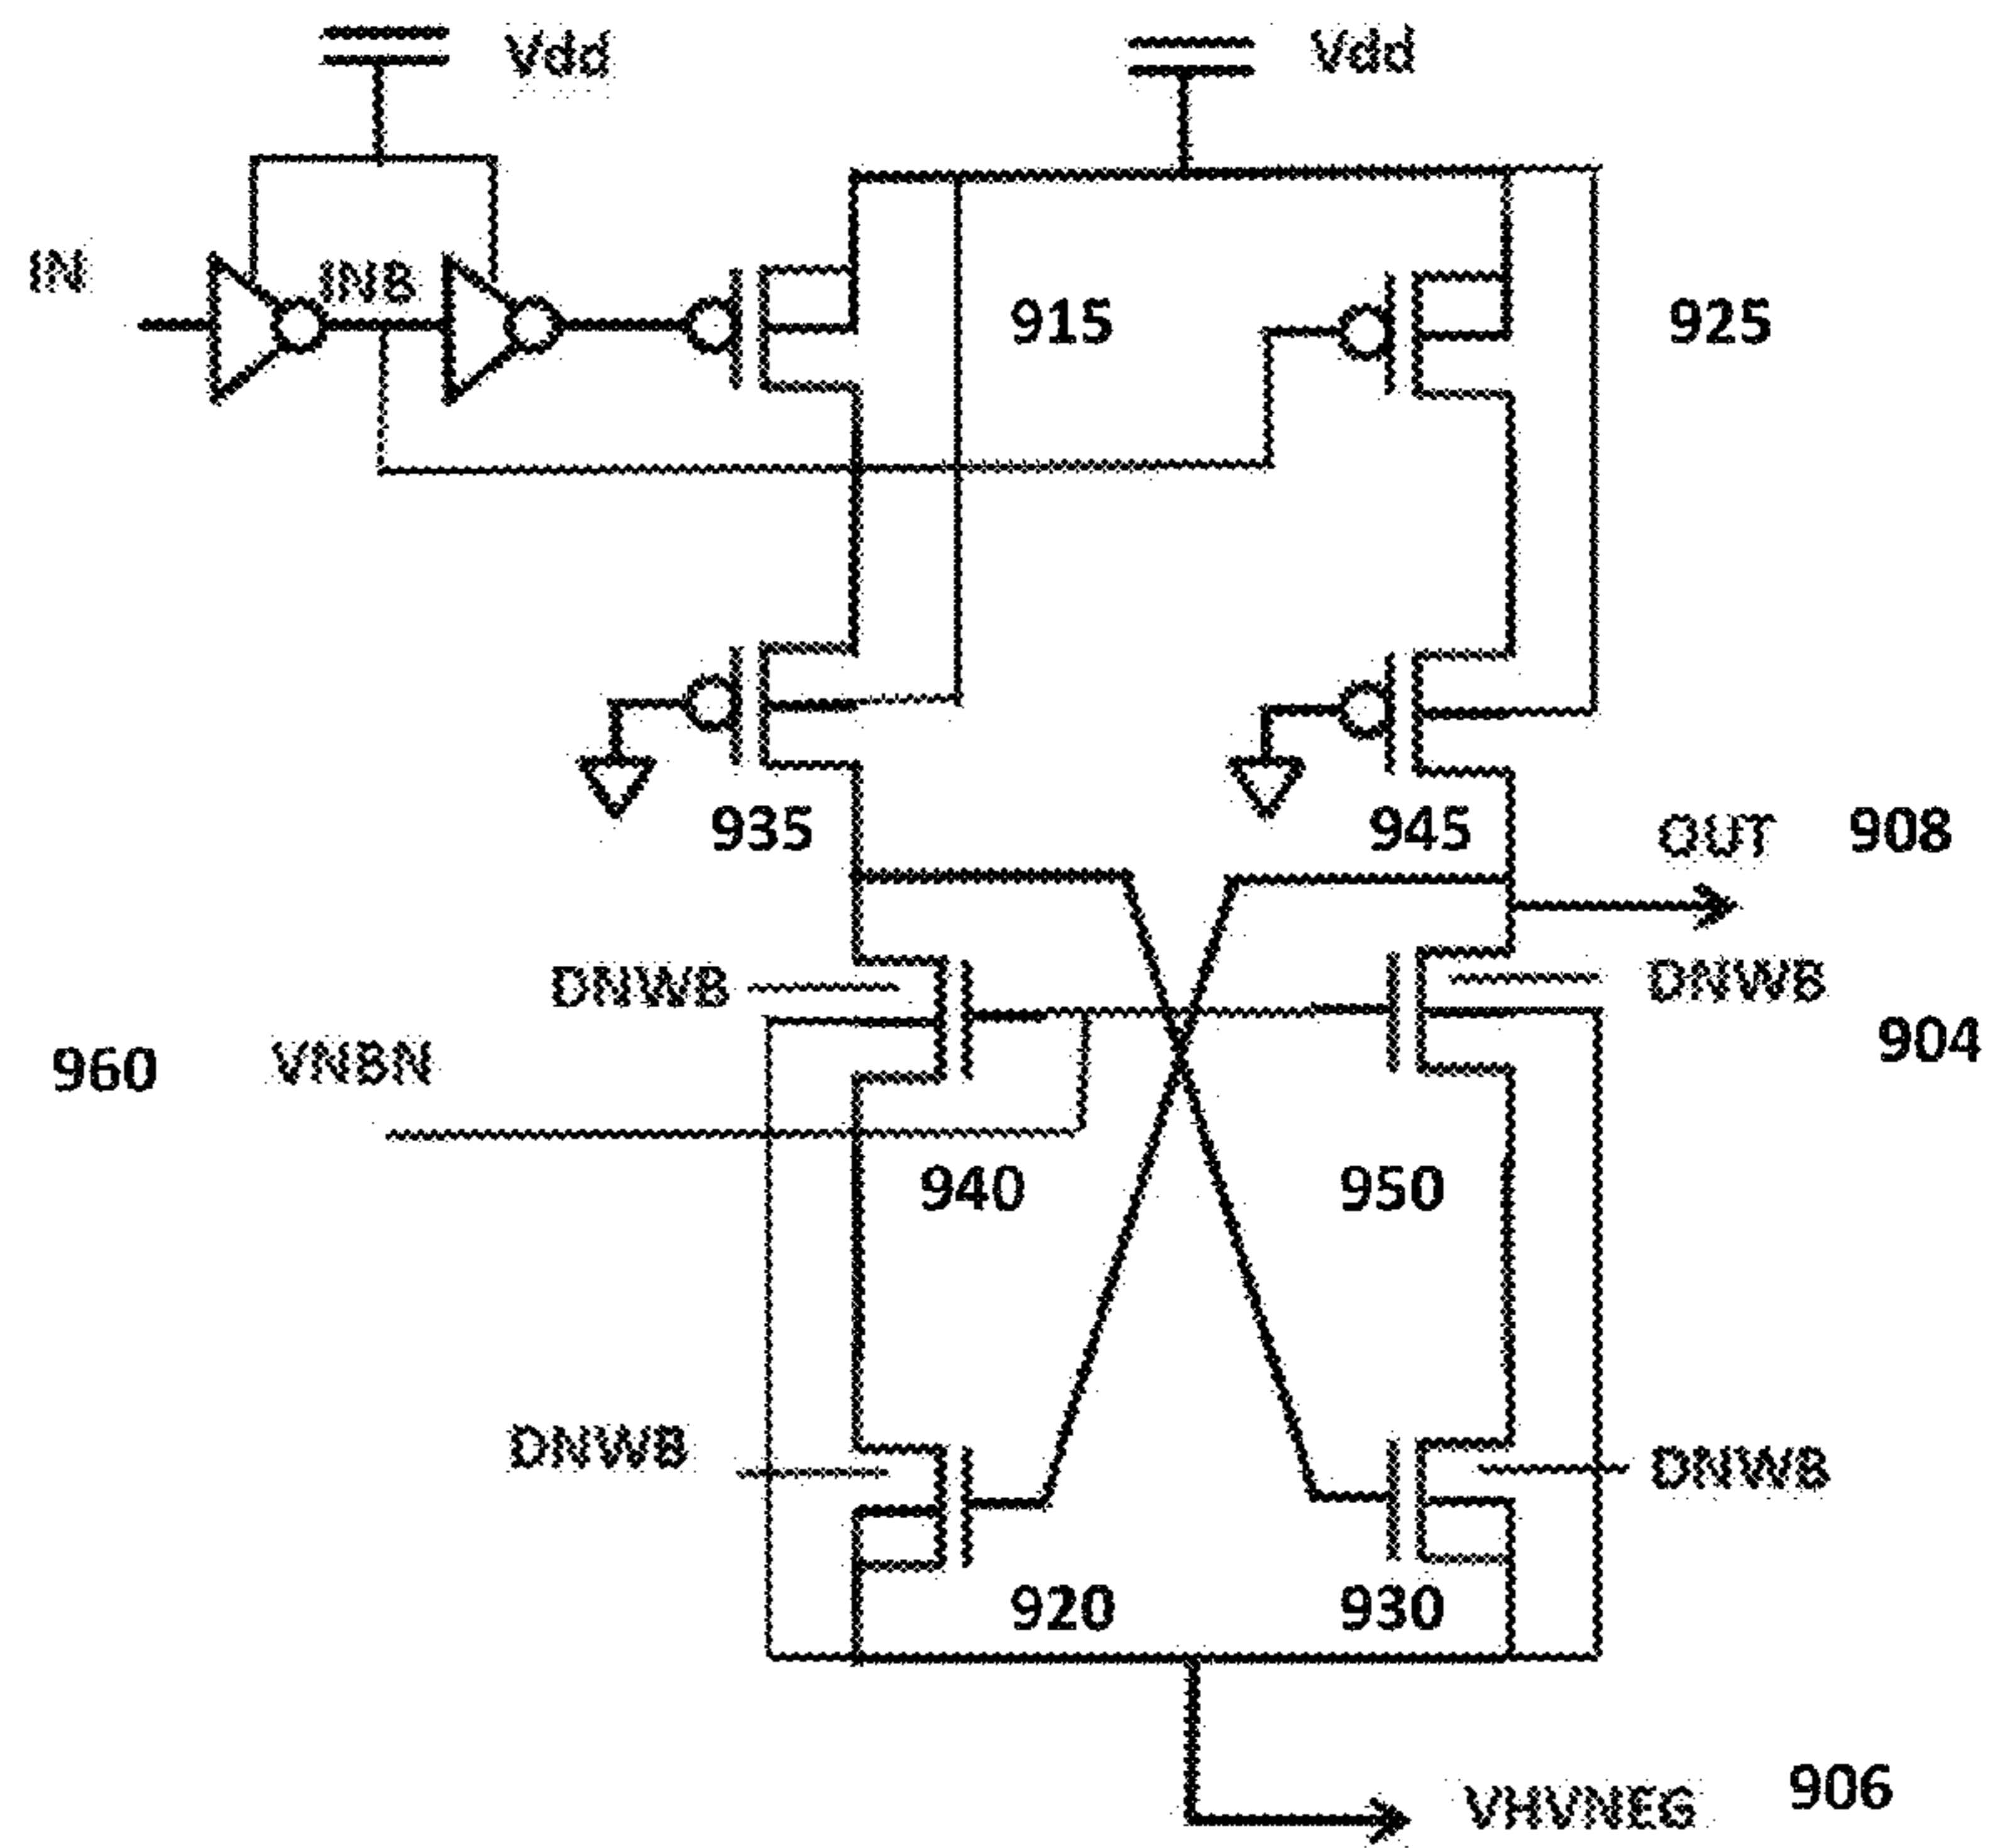 Vdd
Vdd
IN
INB
915
925
935
945
OUT 908
DNWB
DNWB
904
960 VNBN
940
950
DNWB
DNWB
920
930
VHVNEG 906